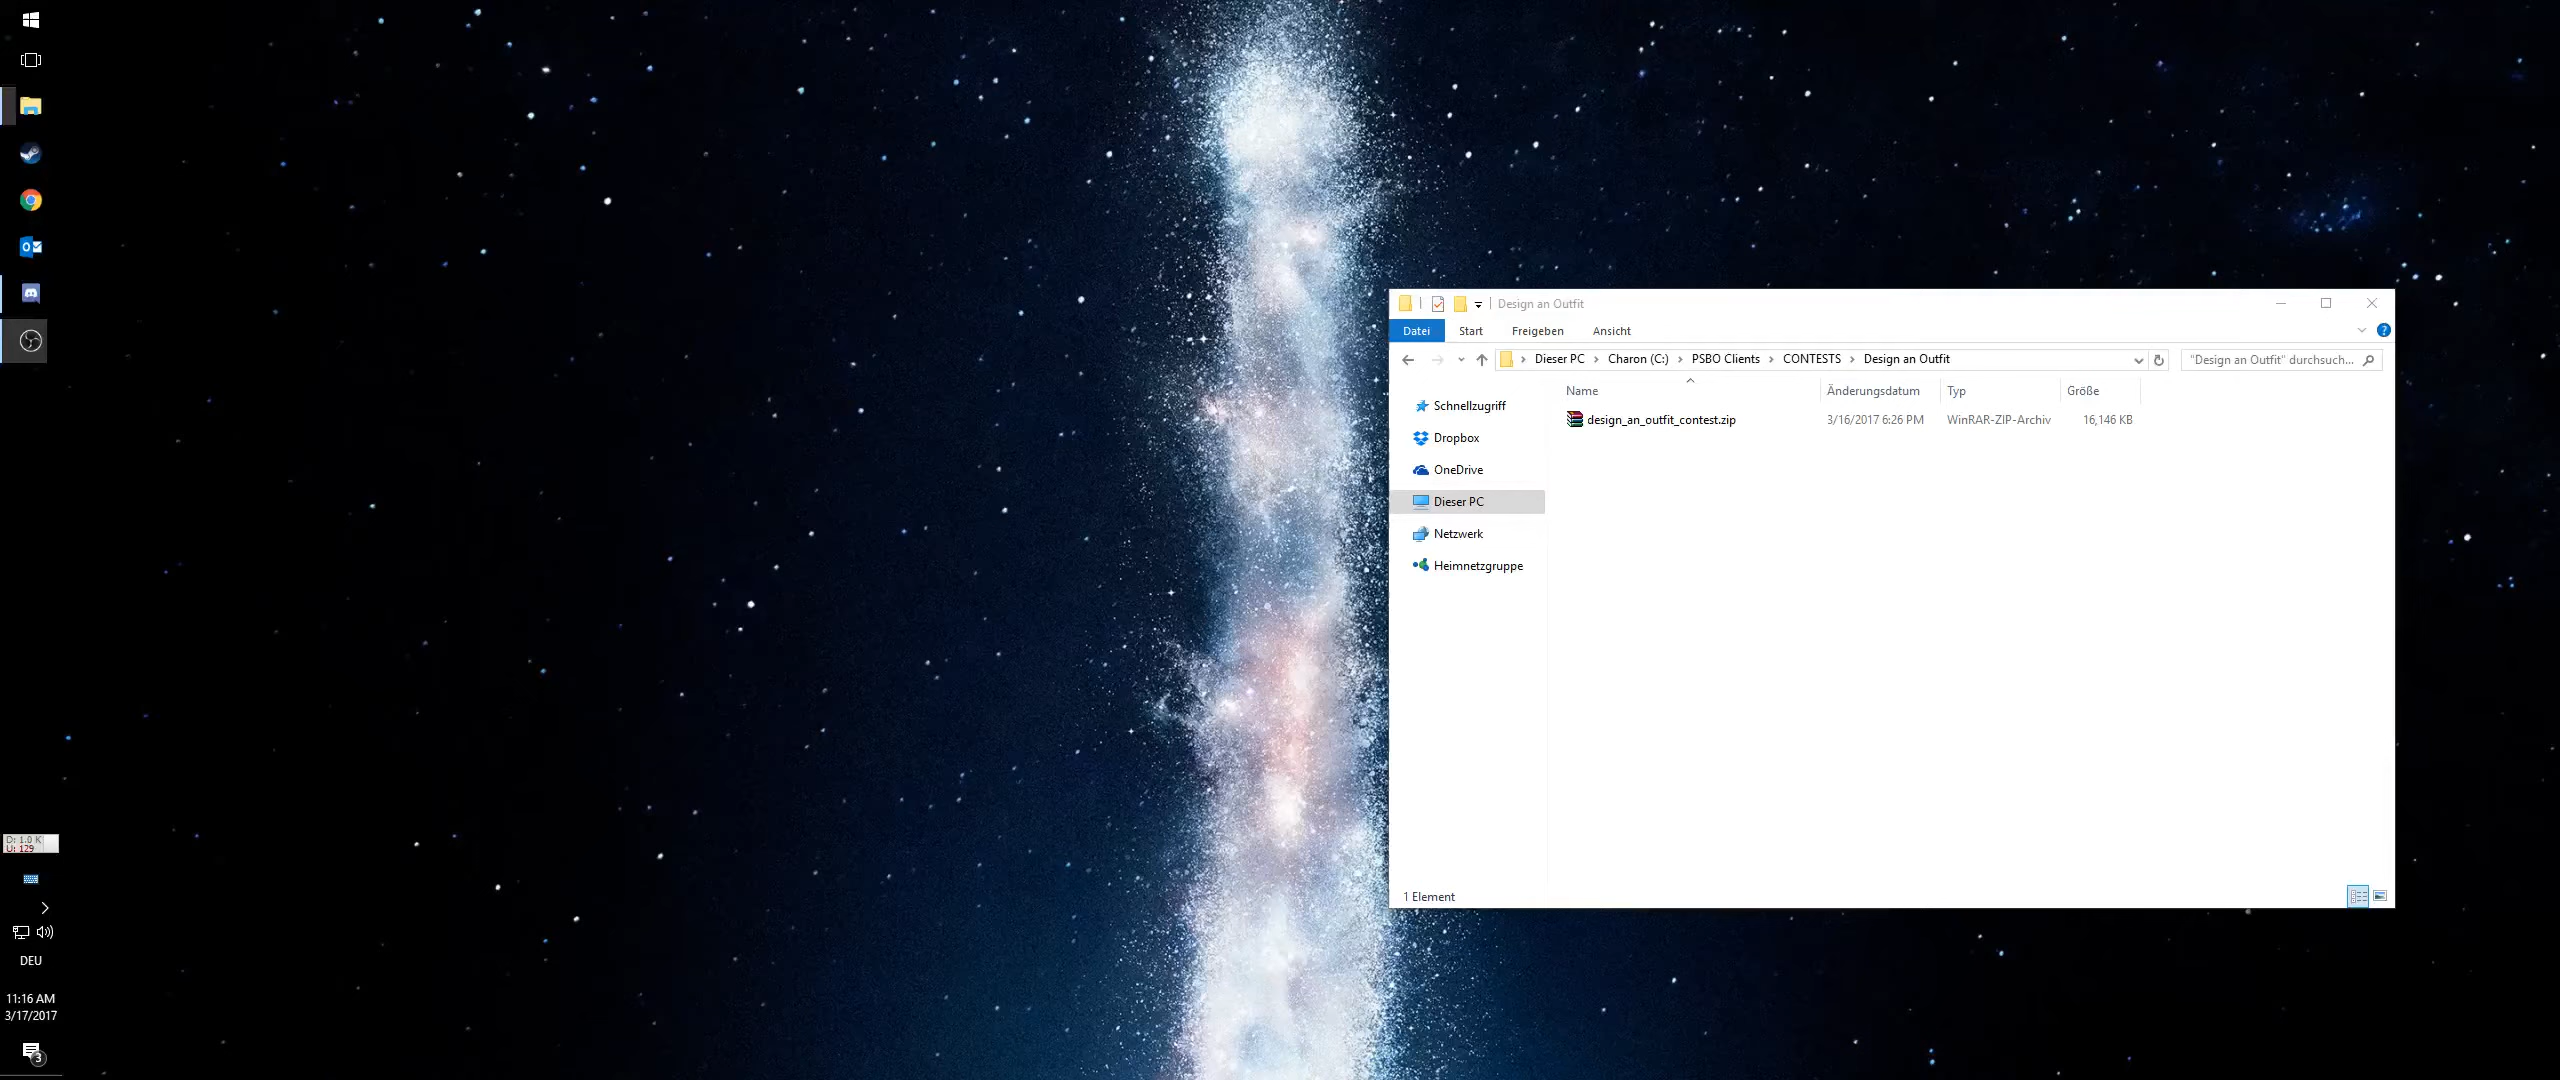 Design an Outfit
Datei Start Freigeben Ansicht
Dieser PC Charon (C:) PSBO Clients CONTESTS Design an Outfit
"Design an Outfit" durchsuch...
Name Änderungsdatum Typ Größe
design_an_outfit_contest.zip 3/16/2017 6:26 PM WinRAR-ZIP-Archiv 16,146 KB
Schnellzugriff
Dropbox
OneDrive
Dieser PC
Netzwerk
Heimnetzgruppe
1 Element
D: 1.0 K
U: 129
DEU
11:16 AM
3/17/2017
3